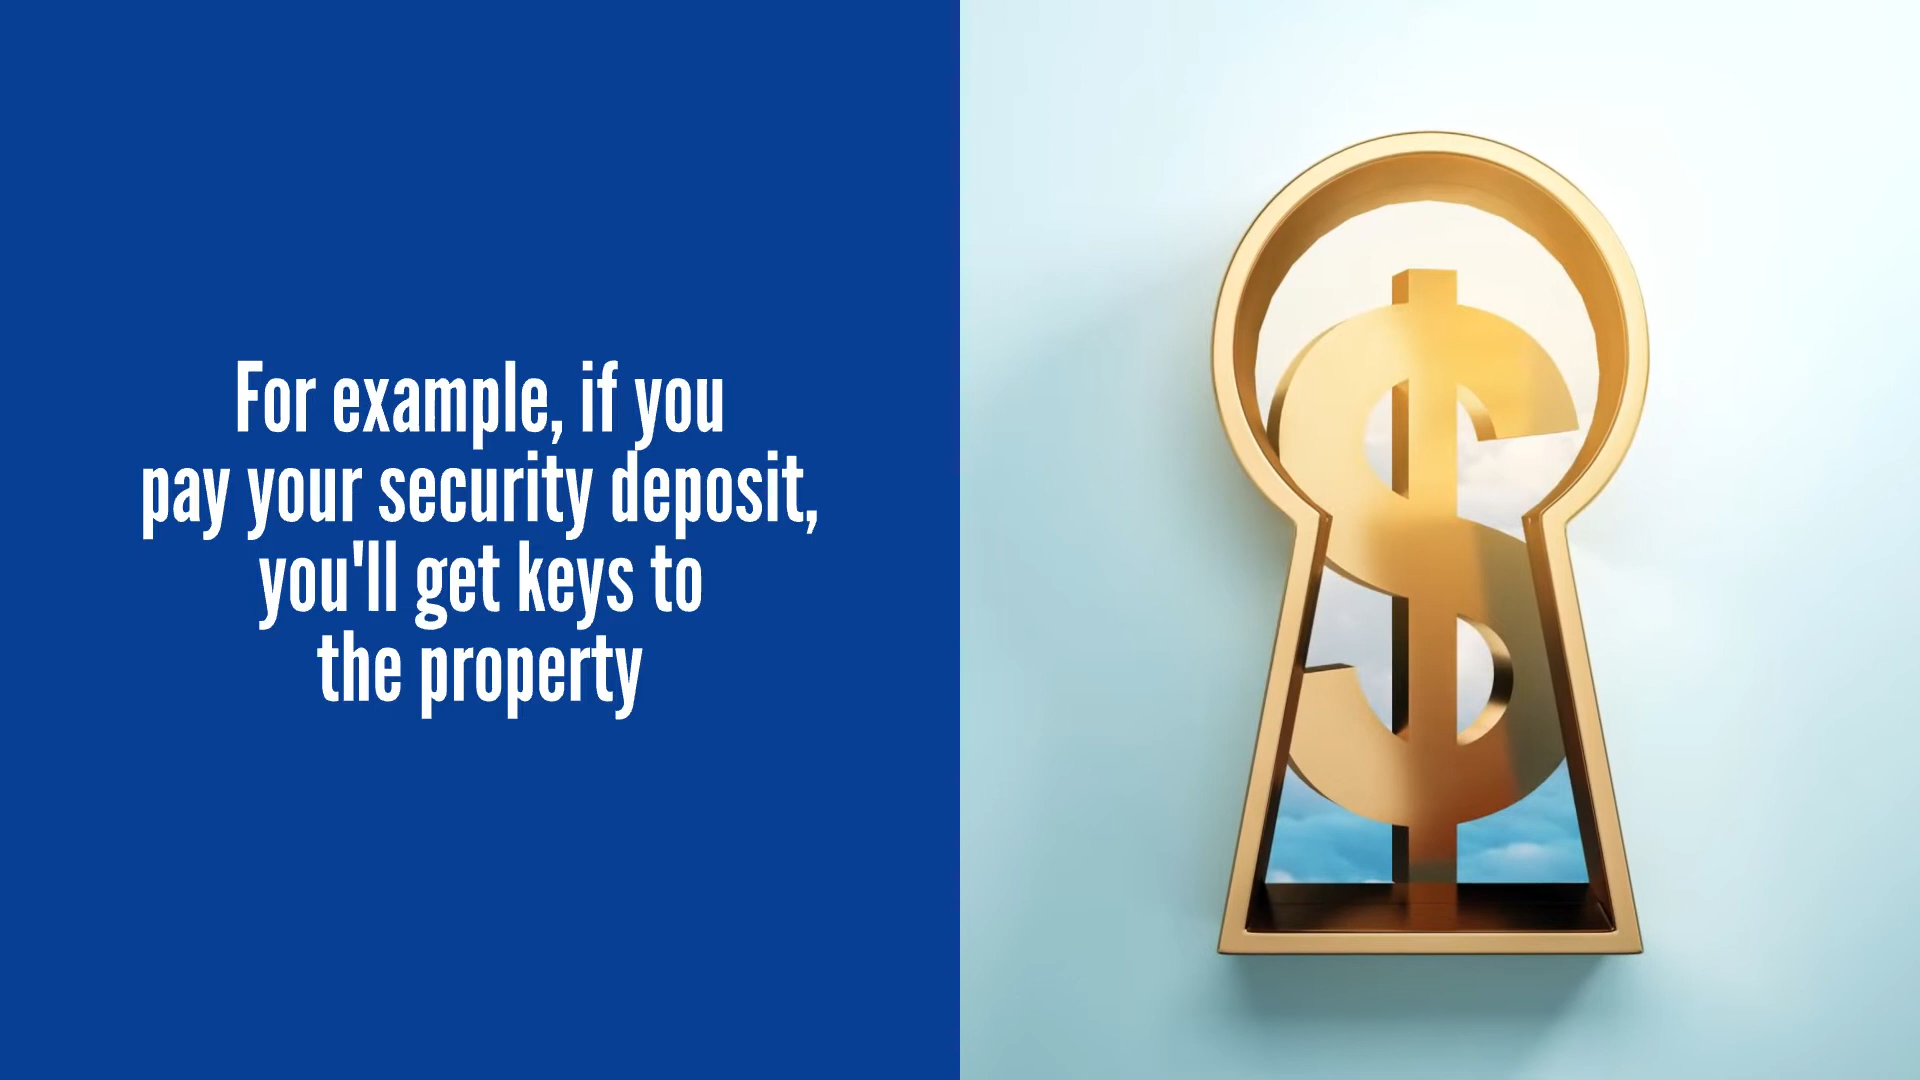 For example, if you
pay your security deposit,
you'll get keys to
the property
$